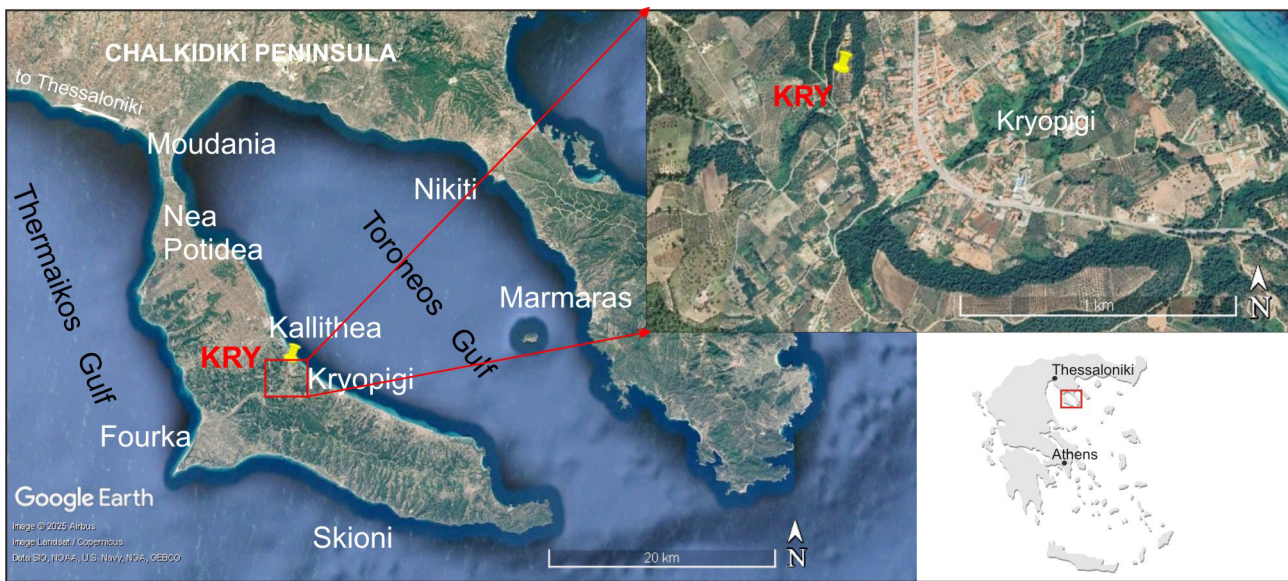 CHALKIDIKI PENINSULA
to Thessaloniki
Moudania
Nikiti
Nea
Potidea
Thermaikos Gulf
Toroneos Gulf
Marmaras
Kallithea
KRY
Kryopigi
Fourka
Skioni
Google Earth
Image © 2025 Airbus
Image Landsat / Copernicus
Data SIO, NOAA, U.S. Navy, NGA, GEBCO
20 km
N
KRY
Kryopigi
1 km
N
Thessaloniki
Athens